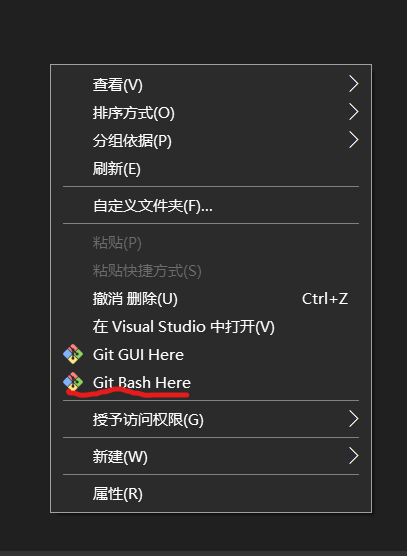 查看(V)
排序方式(O)
分组依据(P)
刷新(E)
自定义文件夹(F)...
粘贴(P)
粘贴快捷方式(S)
撤消 删除(U) Ctrl+Z
在 Visual Studio 中打开(V)
Git GUI Here
Git Bash Here
授予访问权限(G)
新建(W)
属性(R)